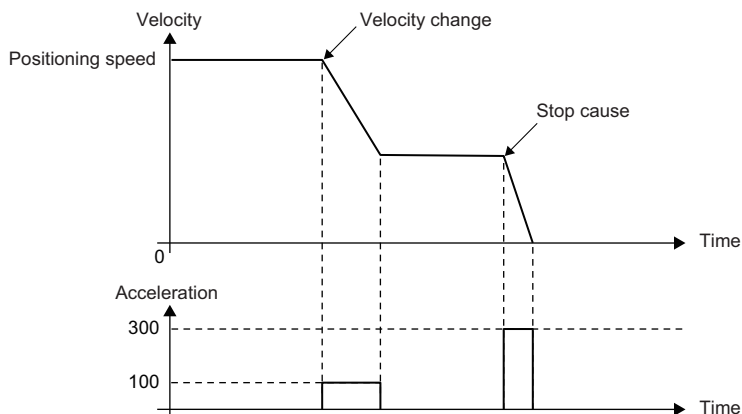 Velocity
Velocity change
Positioning speed
Stop cause
Time
0
Acceleration
300
100
Time